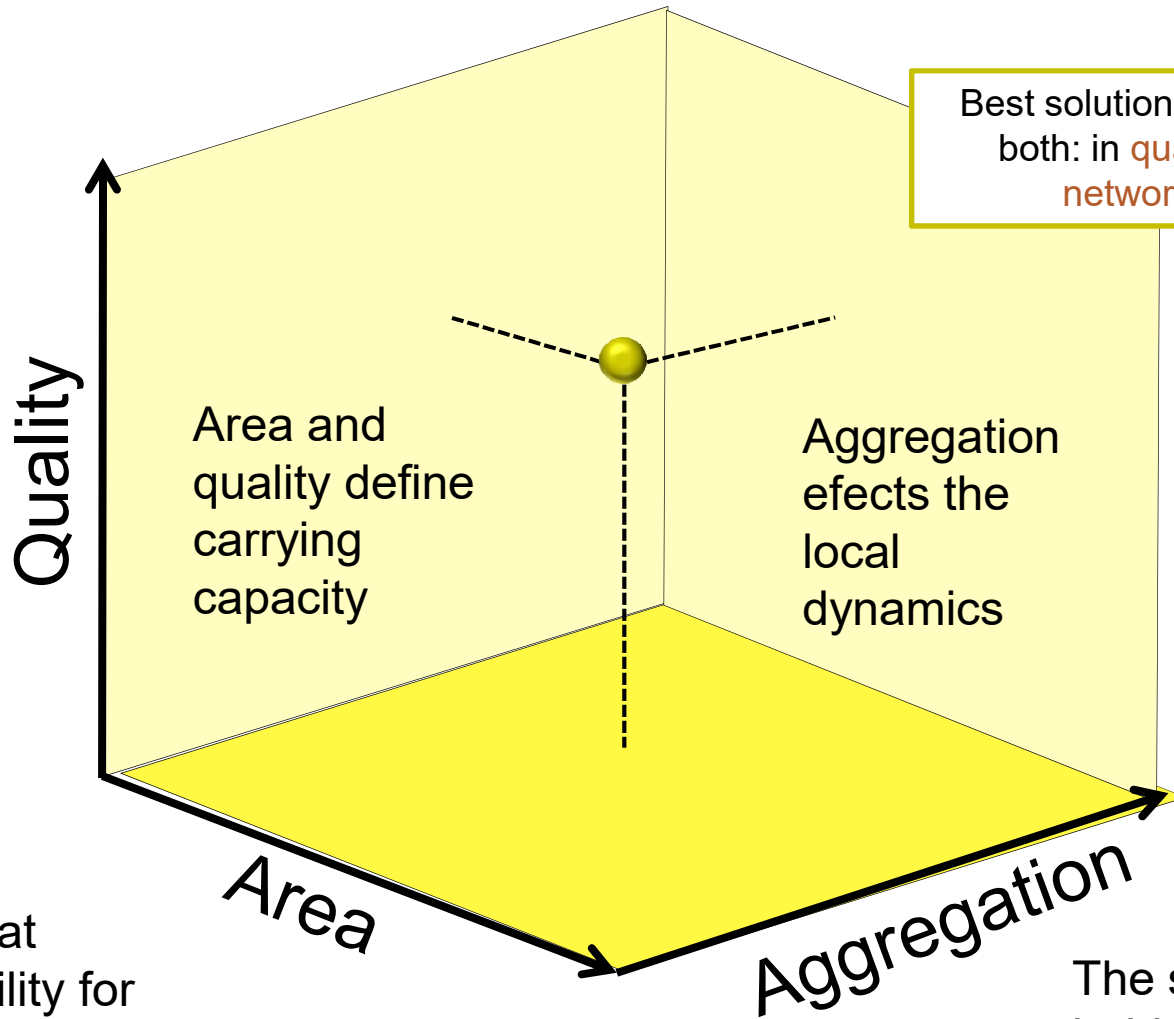 Best solution
both: in
Quality
Area and
quality define
carrying
capacity
Aggregation
efects the
local
dynamics
Area
Aggregation
at
ility for
The